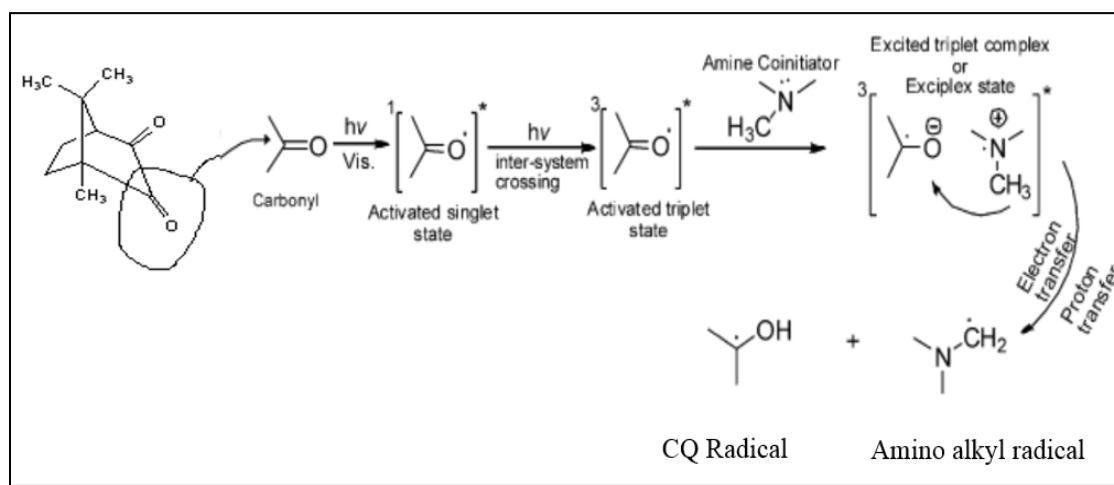 H₃C
CH₃
O
CH₃
O
O
Carbonyl
hν
Vis.
1
O
*
Activated singlet
state
hν
inter-system
crossing
3
O
*
Activated triplet
state
Amine Coinitiator
N
H₃C
Excited triplet complex
or
Exciplex state
3
O
⊖
⊕
N
CH₃
*
Electron
transfer
Proton
transfer
OH
+
N
CH₂
CQ Radical
Amino alkyl radical